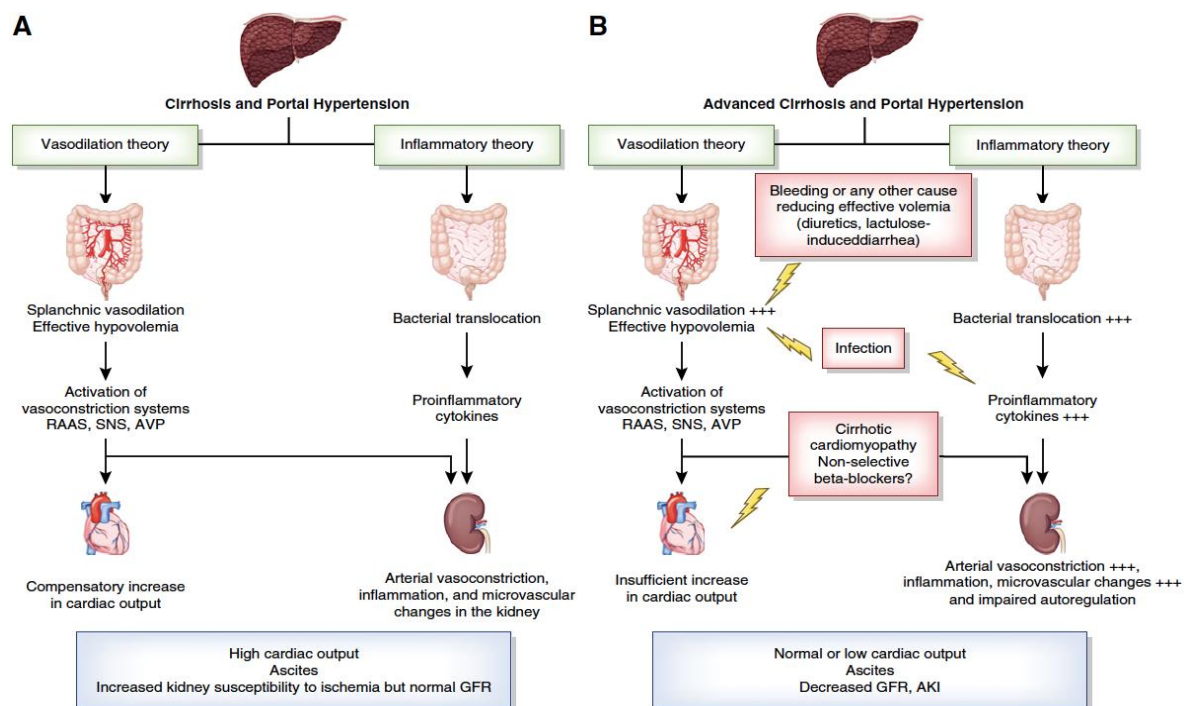 A
Cirrhosis and Portal Hypertension
Vasodilation theory
Inflammatory theory
Splanchnic vasodilation
Effective hypovolemia
Bacterial translocation
Activation of
vasoconstriction systems
RAAS, SNS, AVP
Proinflammatory
cytokines
Compensatory increase
in cardiac output
Arterial vasoconstriction,
inflammation, and microvascular
changes in the kidney
High cardiac output
Ascites
Increased kidney susceptibility to ischemia but normal GFR
B
Advanced Cirrhosis and Portal Hypertension
Vasodilation theory
Inflammatory theory
Bleeding or any other cause
reducing effective volemia
(diuretics, lactulose-
induceddiarrhea)
Splanchnic vasodilation +++
Effective hypovolemia
Bacterial translocation +++
Infection
Activation of
vasoconstriction systems
RAAS, SNS, AVP
Proinflammatory
cytokines +++
Cirrhotic
cardiomyopathy
Non-selective
beta-blockers?
Insufficient increase
in cardiac output
Arterial vasoconstriction +++,
inflammation, microvascular changes +++
and impaired autoregulation
Normal or low cardiac output
Ascites
Decreased GFR, AKI